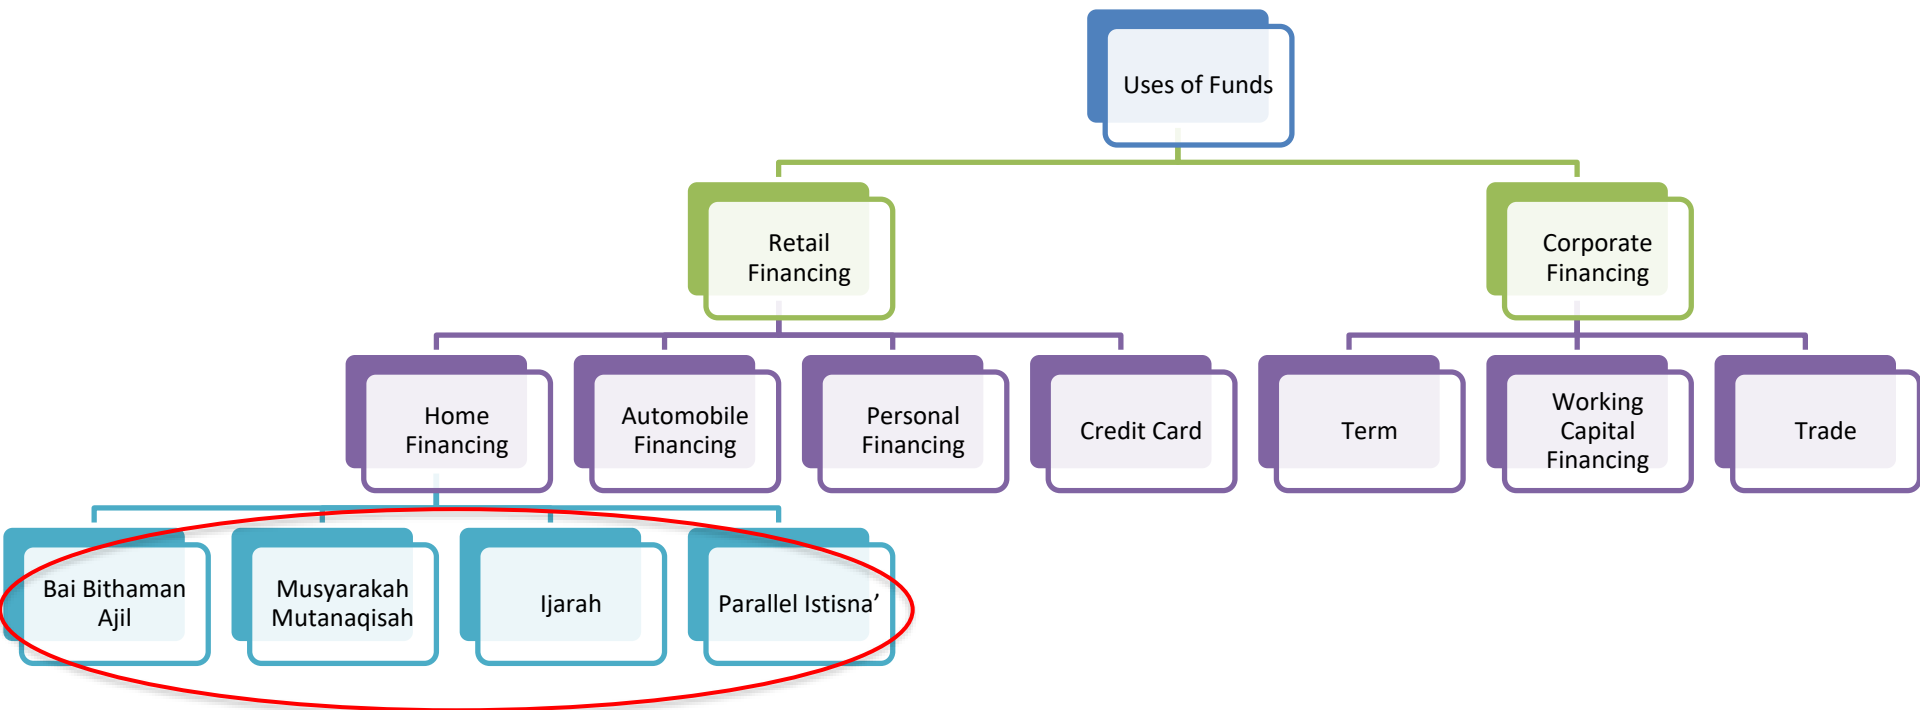 Uses of Funds
Retail
Financing
Corporate
Financing
Home
Financing
Automobile
Financing
Personal
Financing
Credit Card
Term
Working
Capital
Financing
Trade
Bai Bithaman
Ajil
Musyarakah
Mutanaqisah
Ijarah
Parallel Istisna’